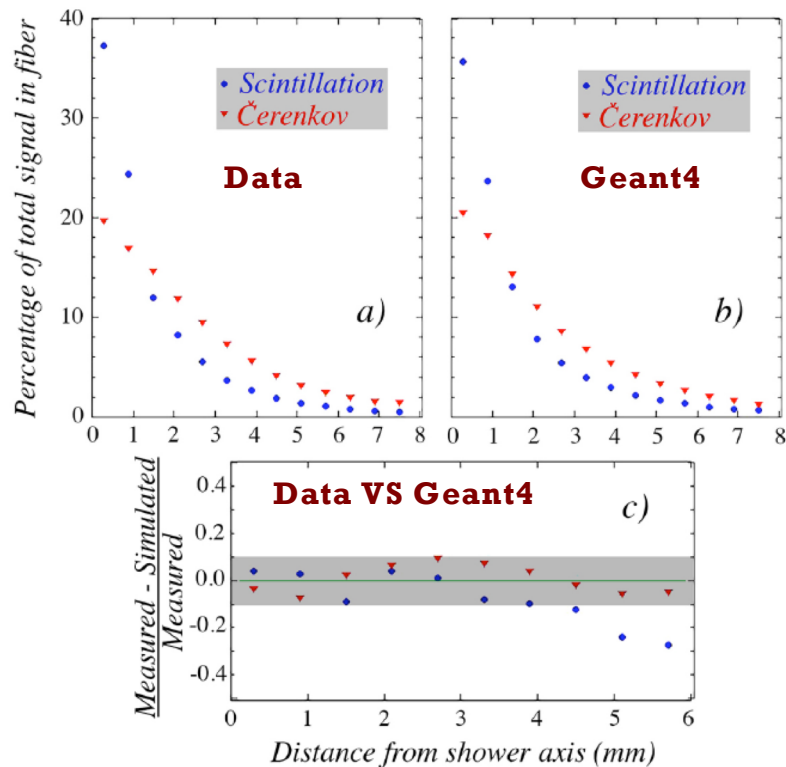 Percentage of total signal in fiber
40
30
20
10
0
Scintillation
Čerenkov
Data
a)
0 1 2 3 4 5 6 7 8
Scintillation
Čerenkov
Geant4
b)
0 1 2 3 4 5 6 7 8
Measured - Simulated
Measured
0.4
0.2
0.0
-0.2
-0.4
Data VS Geant4
c)
0 1 2 3 4 5 6
Distance from shower axis (mm)